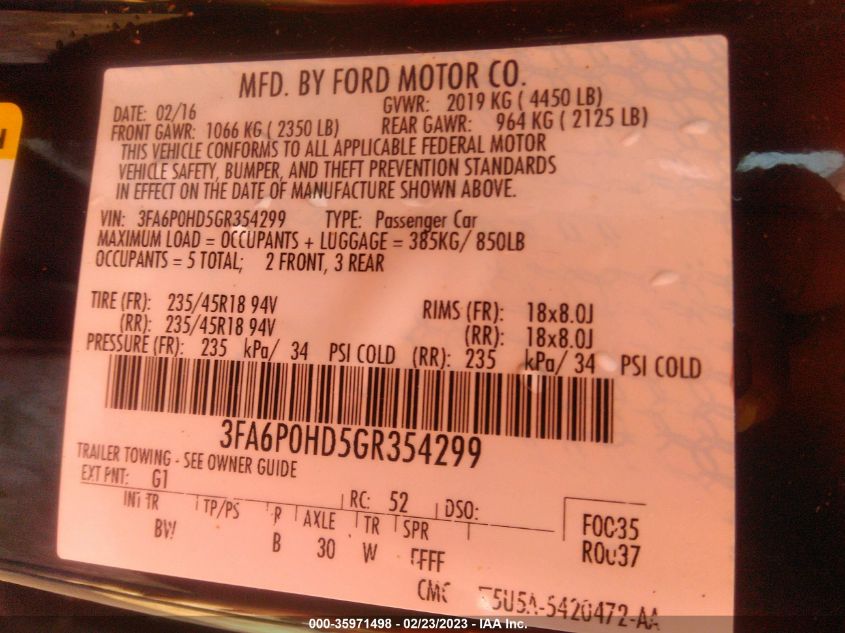 MFD. BY FORD MOTOR CO.
DATE: 02/16 GVWR: 2019 KG ( 4450 LB)
FRONT GAWR: 1066 KG ( 2350 LB) REAR GAWR: 964 KG ( 2125 LB)
THIS VEHICLE CONFORMS TO ALL APPLICABLE FEDERAL MOTOR
VEHICLE SAFETY, BUMPER, AND THEFT PREVENTION STANDARDS
IN EFFECT ON THE DATE OF MANUFACTURE SHOWN ABOVE.
VIN: 3FA6P0HD5GR354299 TYPE: Passenger Car
MAXIMUM LOAD = OCCUPANTS + LUGGAGE = 385KG/ 850LB
OCCUPANTS = 5 TOTAL; 2 FRONT, 3 REAR
TIRE (FR): 235/45R18 94V RIMS (FR): 18x8.0J
(RR): 235/45R18 94V (RR): 18x8.0J
PRESSURE (FR): 235 kPa/ 34 PSI COLD (RR): 235 kPa/ 34 PSI COLD
3FA6P0HD5GR354299
TRAILER TOWING - SEE OWNER GUIDE
EXT PNT: G1 RC: 52 DSO:
INT TR TP/PS R AXLE TR SPR F0C35
BW B 30 W FFFF R0u37
CMC 5U5A-5420472-AA
000-35971498 - 02/23/2023 - IAA Inc.